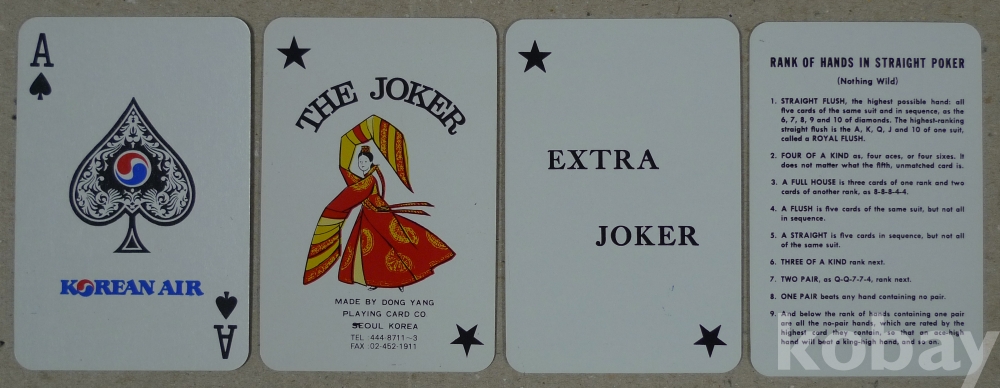 A
KOREAN AIR
A
THE JOKER
MADE BY DONG YANG
PLAYING CARD CO
SEOUL KOREA
TEL :444-8711~3
FAX :02-452-1911
EXTRA
JOKER
RANK OF HANDS IN STRAIGHT POKER
(Nothing Wild)
1. STRAIGHT FLUSH, the highest possible hand: all
five cards of the same suit and in sequence, as the
6, 7, 8, 9 and 10 of diamonds. The highest-ranking
straight flush is the A, K, Q, J and 10 of one suit,
called a ROYAL FLUSH.
2. FOUR OF A KIND as, four aces, or four sixes. It
does not matter what the fifth, unmatched card is.
3. A FULL HOUSE is three cards of one rank and two
cards of another rank, as 8-8-8-4-4.
4. A FLUSH is five cards of the same suit, but not all
in sequence.
5. A STRAIGHT is five cards in sequence, but not all
of the same suit.
6. THREE OF A KIND rank next.
7. TWO PAIR, as Q-Q-7-7-4, rank next.
8. ONE PAIR beats any hand containing no pair.
9. And below the rank of hands containing one pair
are all the no-pair hands, which are rated by the
highest card they contain, so that an ace-high
hand will beat a king-high hand, and so on.
kobay